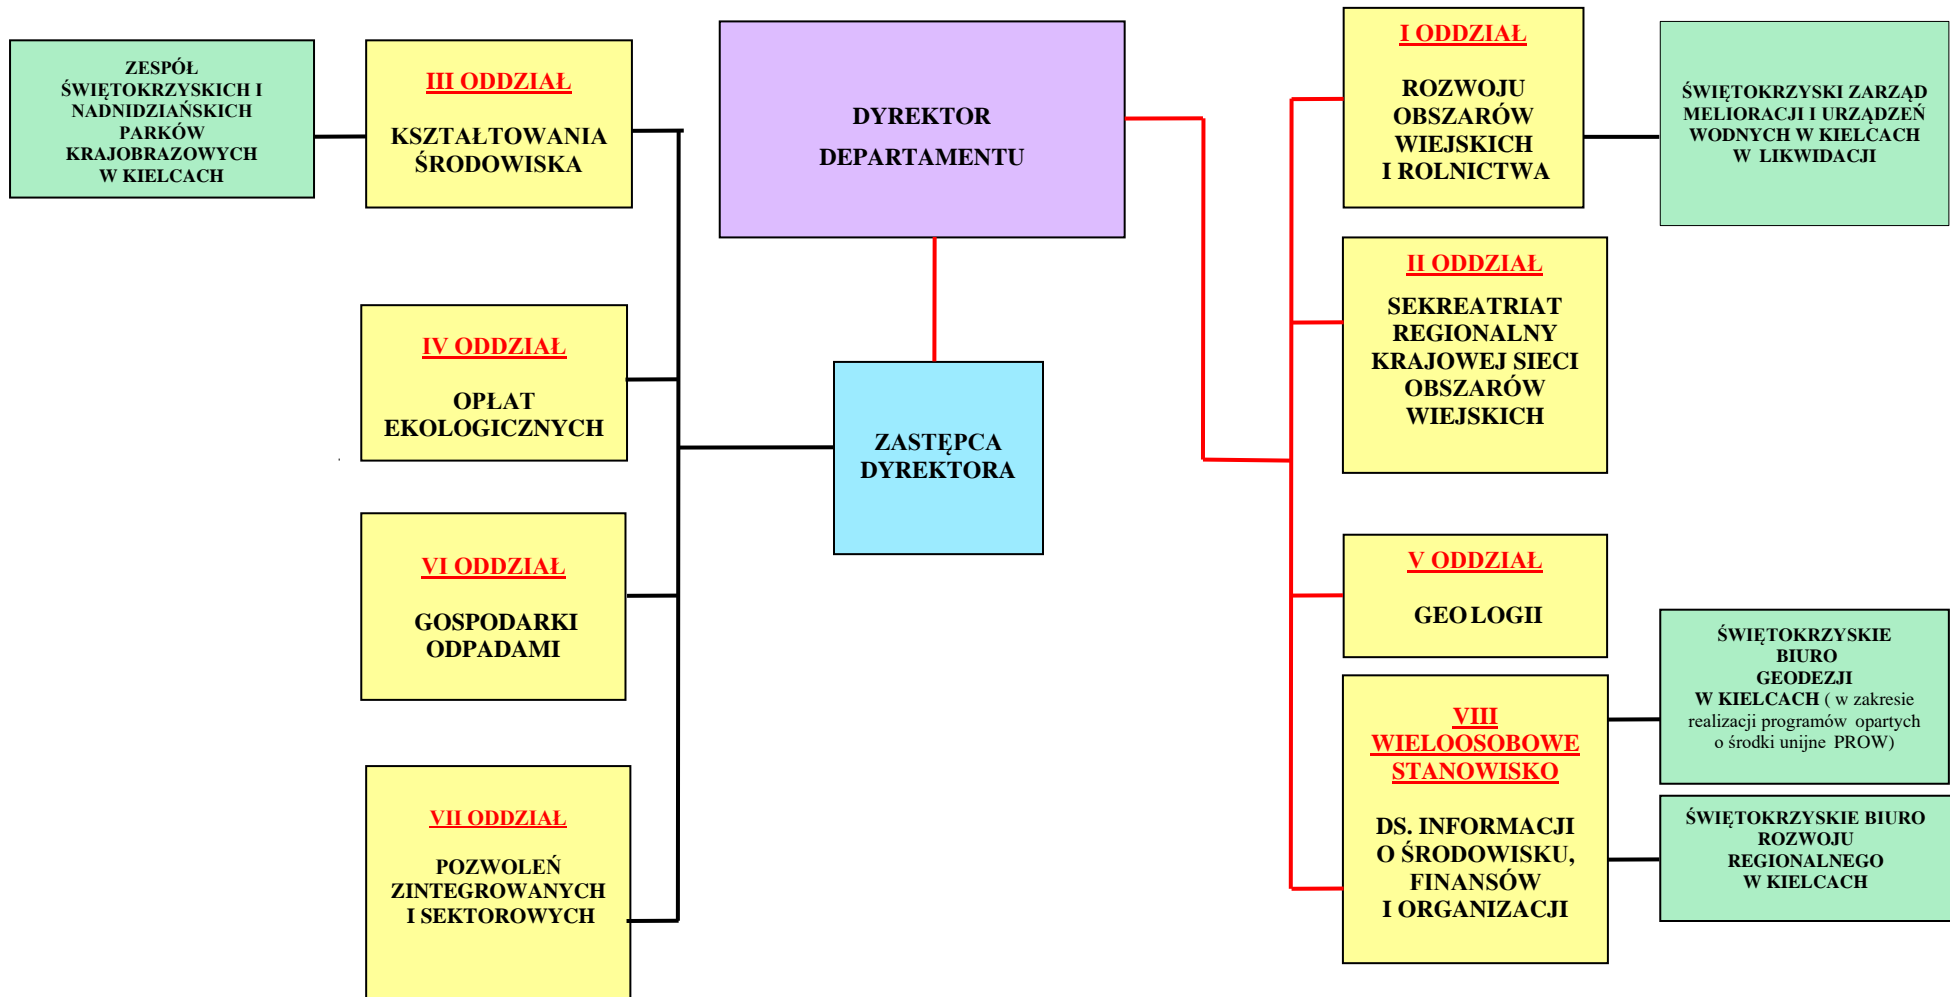 ZESPÓŁ
ŚWIĘTOKRZYSKICH I
NADNIDZIAŃSKICH
PARKÓW
KRAJOBRAZOWYCH
W KIELCACH
III ODDZIAŁ
KSZTAŁTOWANIA
ŚRODOWISKA
IV ODDZIAŁ
OPŁAT
EKOLOGICZNYCH
VI ODDZIAŁ
GOSPODARKI
ODPADAMI
VII ODDZIAŁ
POZWOLEŃ
ZINTEGROWANYCH
I SEKTOROWYCH
DYREKTOR
DEPARTAMENTU
ZASTĘPCA
DYREKTORA
I ODDZIAŁ
ROZWOJU
OBSZARÓW
WIEJSKICH
I ROLNICTWA
ŚWIĘTOKRZYSKI ZARZĄD
MELIORACJI I URZĄDZEŃ
WODNYCH W KIELCACH
W LIKWIDACJI
II ODDZIAŁ
SEKREATRIAT
REGIONALNY
KRAJOWEJ SIECI
OBSZARÓW
WIEJSKICH
V ODDZIAŁ
GEO LOGII
VIII
WIELOOSOBOWE
STANOWISKO
DS. INFORMACJI
O ŚRODOWISKU,
FINANSÓW
I ORGANIZACJI
ŚWIĘTOKRZYSKIE
BIURO
GEODEZJI
W KIELCACH ( w zakresie
realizacji programów opartych
o środki unijne PROW)
ŚWIĘTOKRZYSKIE BIURO
ROZWOJU
REGIONALNEGO
W KIELCACH